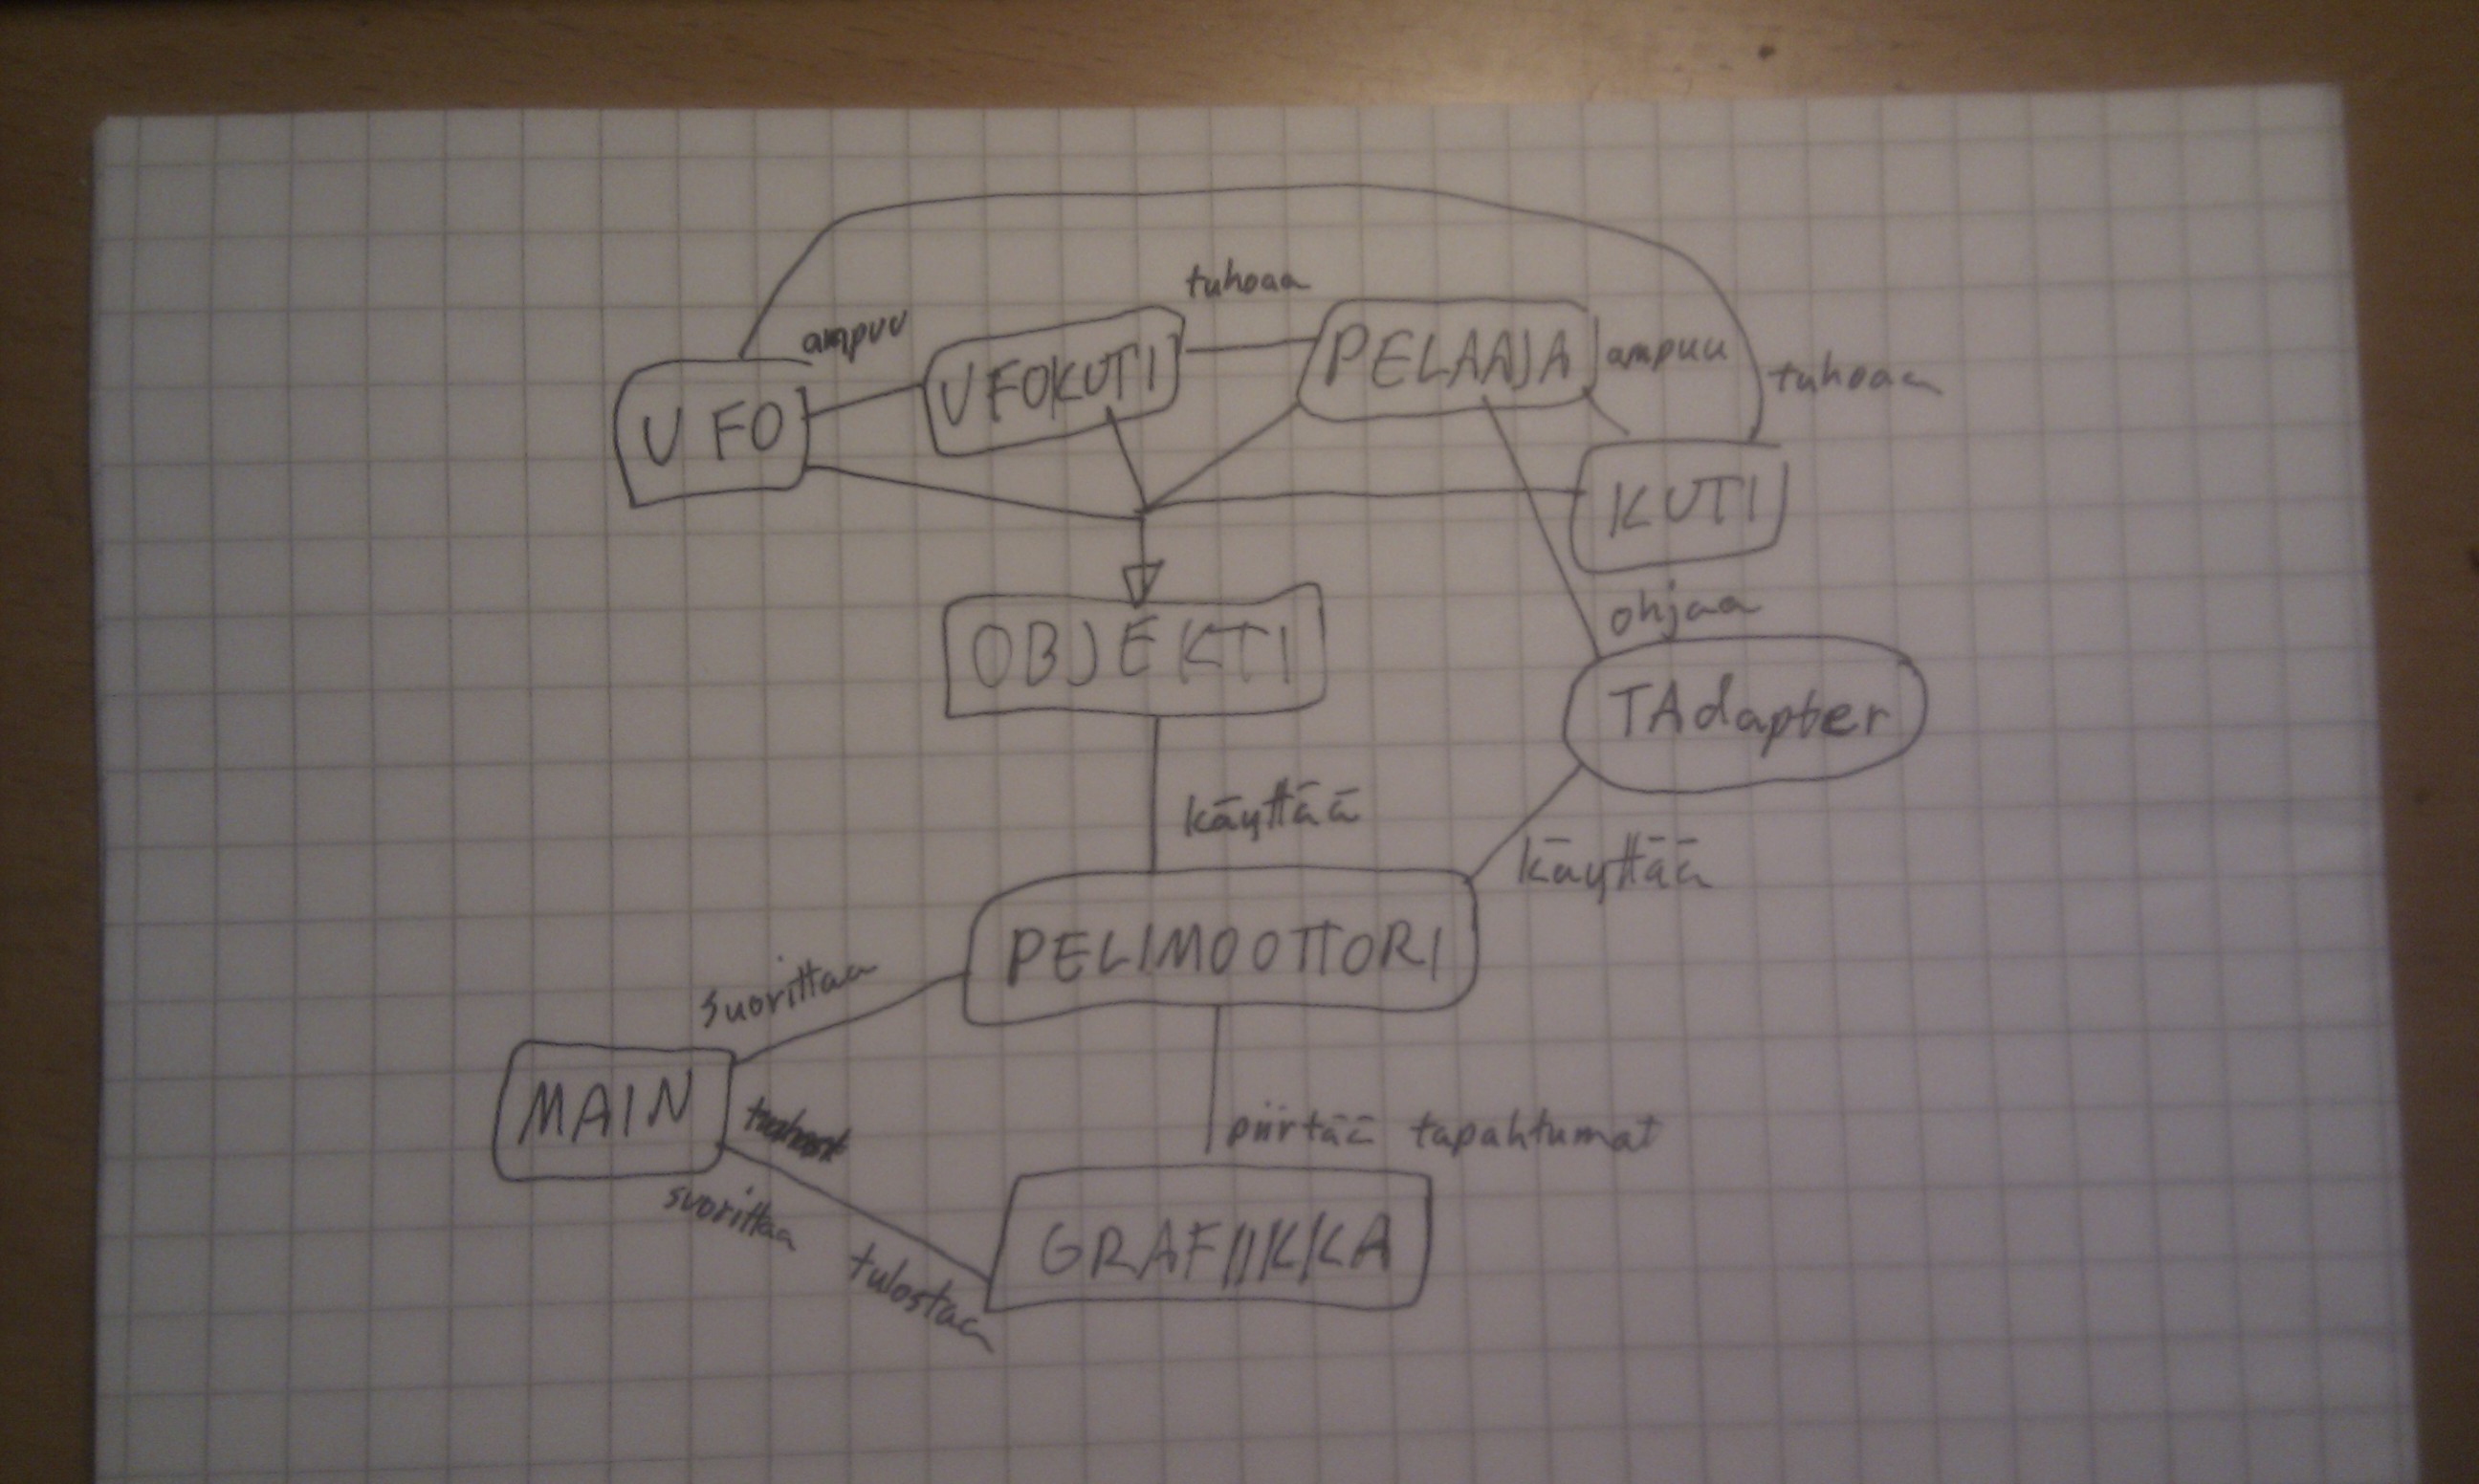 tuhoaa
ampuu
UFOKUTI
PELAAJA
ampuu
tuhoaa
UFO
KUTI
ohjaa
OBJEKTI
TAdapter
käyttää
käyttää
PELIMOOTTORI
suorittaa
MAIN
piirtää tapahtumat
suorittaa
tulostaa
GRAFIIKKA